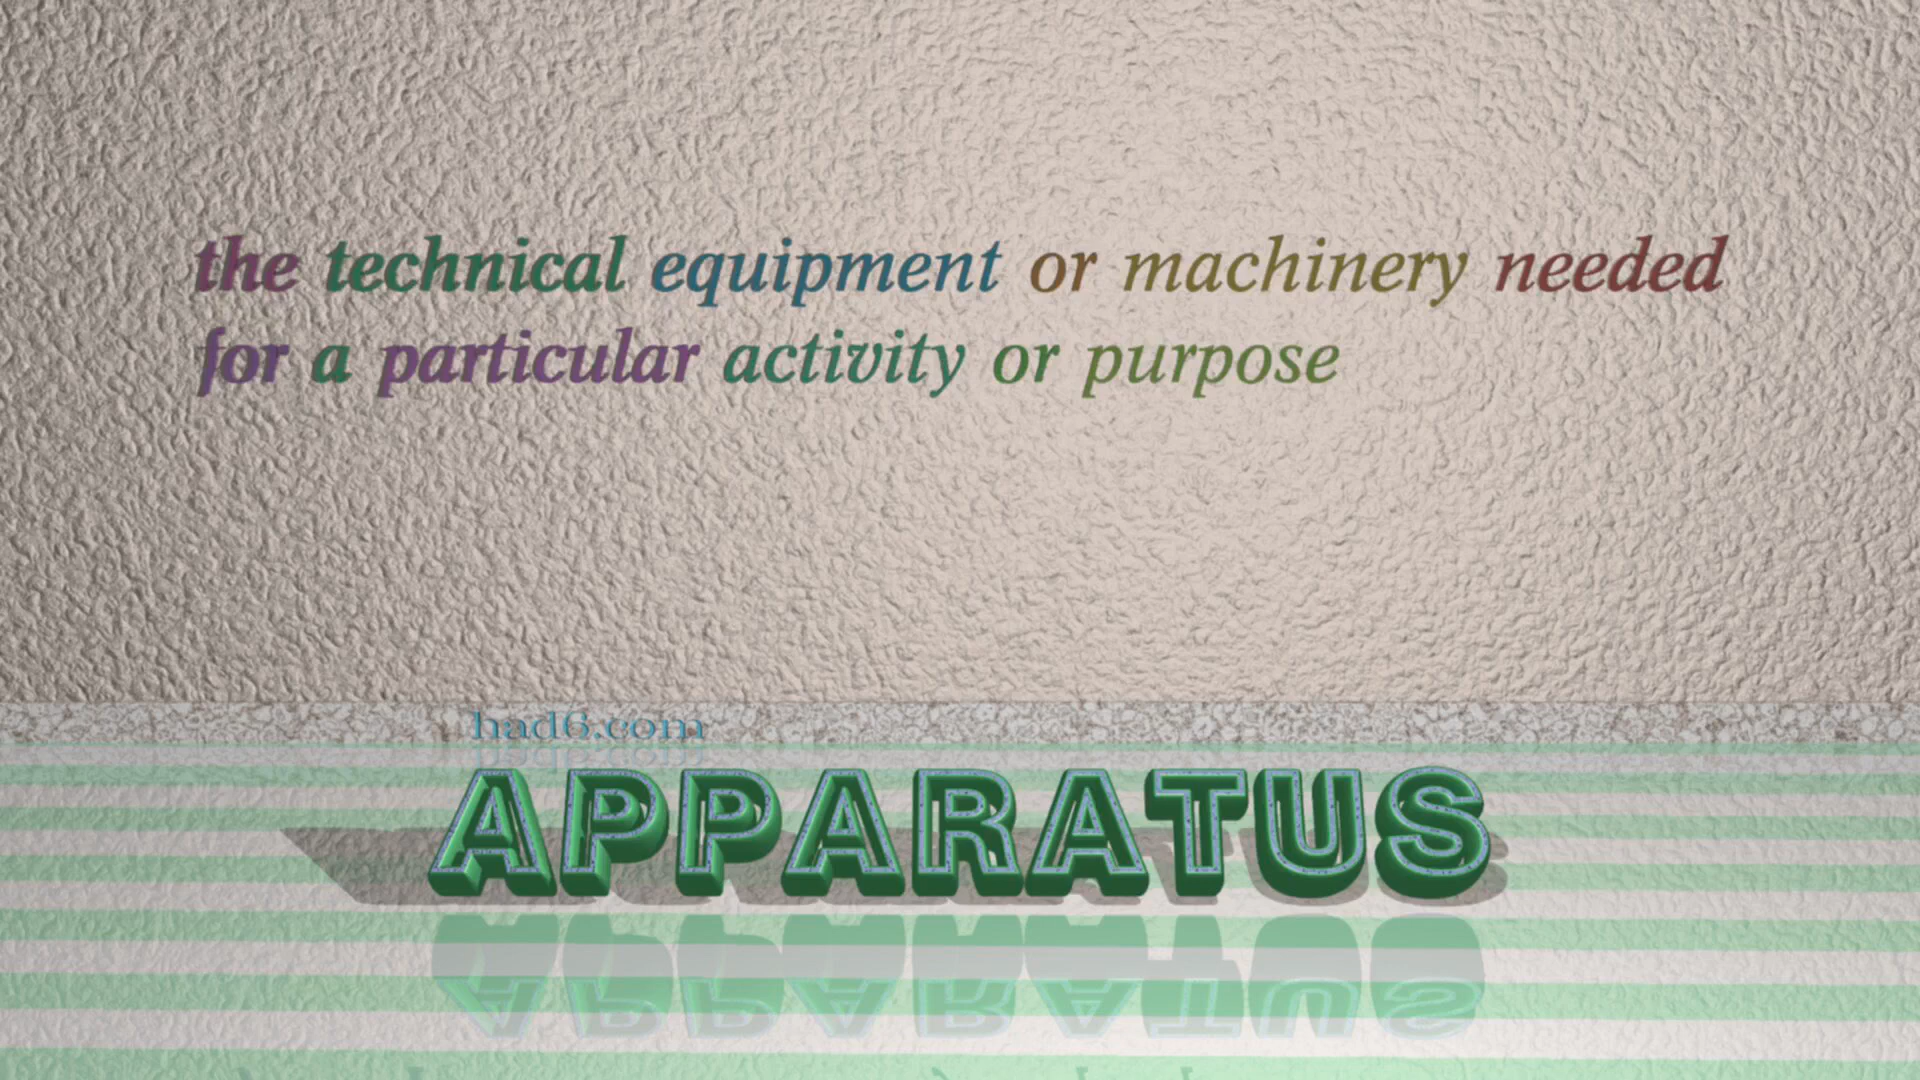 the technical equipment or machinery needed
for a particular activity or purpose
had6.com
APPARATUS